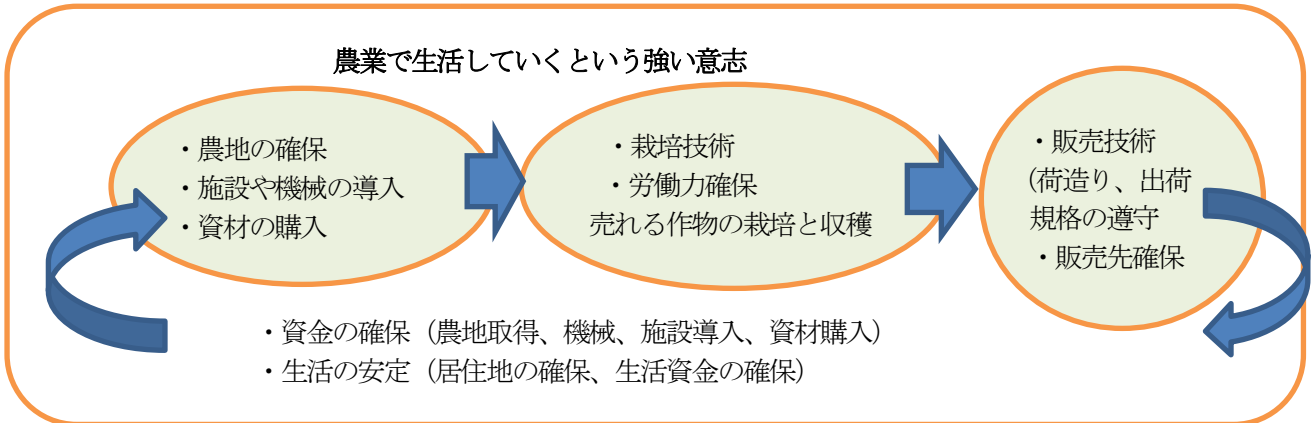 農業で生活していくという強い意志
・農地の確保
・施設や機械の導入
・資材の購入
・栽培技術
・労働力確保
売れる作物の栽培と収穫
・販売技術
(荷造り、出荷
規格の遵守
・販売先確保
・資金の確保（農地取得、機械、施設導入、資材購入）
・生活の安定（居住地の確保、生活資金の確保）